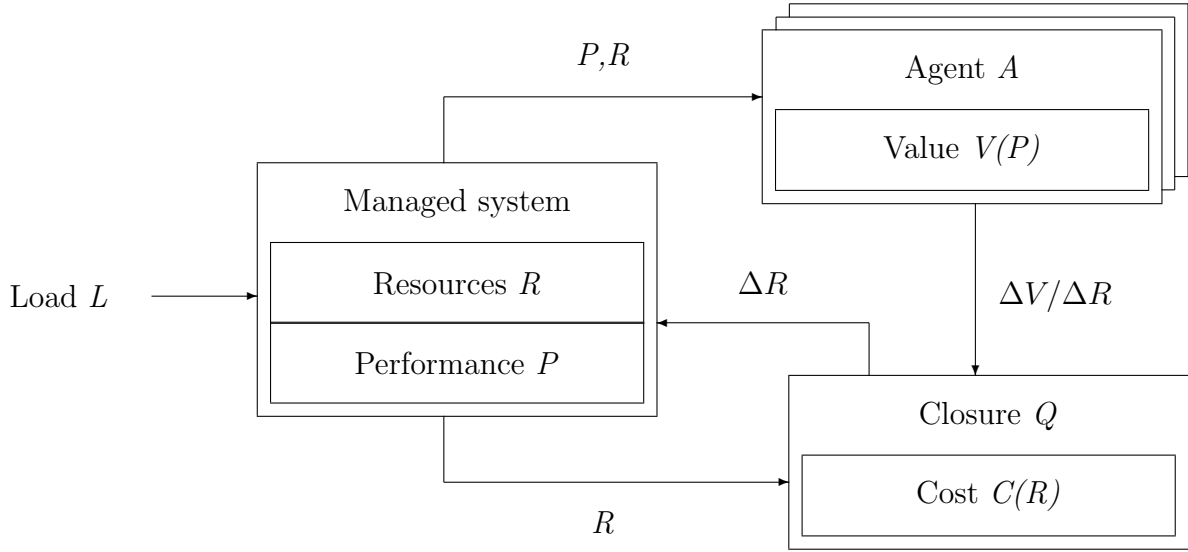 P,R
Agent A
Value V(P)
Managed system
Resources R
Performance P
Load L
ΔR
ΔV/ΔR
Closure Q
Cost C(R)
R